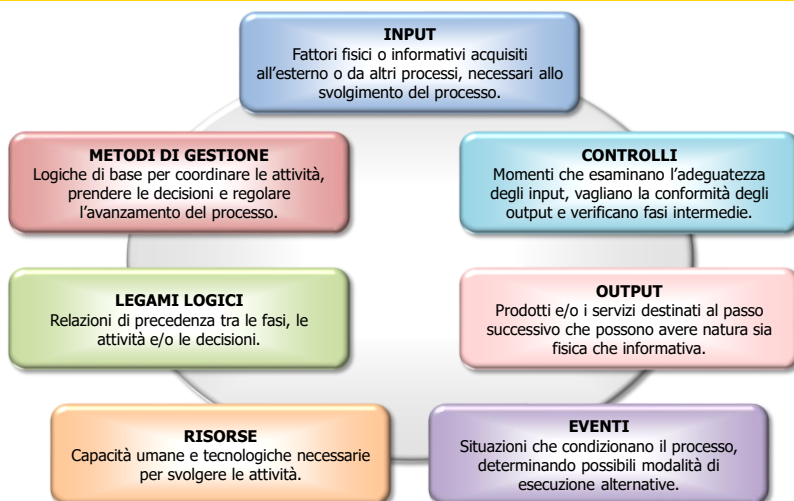 INPUT
Fattori fisici o informativi acquisiti
all'esterno o da altri processi, necessari allo
svolgimento del processo.
METODI DI GESTIONE
Logiche di base per coordinare le attività,
prendere le decisioni e regolare
l'avanzamento del processo.
CONTROLLI
Momenti che esaminano l'adeguatezza
degli input, vagliano la conformità degli
output e verificano fasi intermedie.
LEGAMI LOGICI
Relazioni di precedenza tra le fasi, le
attività e/o le decisioni.
OUTPUT
Prodotti e/o i servizi destinati al passo
successivo che possono avere natura sia
fisica che informativa.
RISORSE
Capacità umane e tecnologiche necessarie
per svolgere le attività.
EVENTI
Situazioni che condizionano il processo,
determinando possibili modalità di
esecuzione alternative.